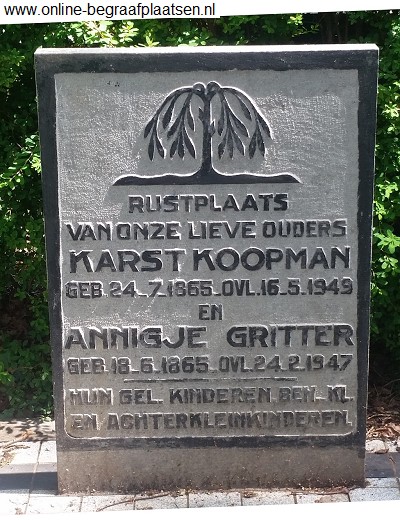 www.online-begraafplaatsen.nl
RUSTPLAATS
VAN ONZE LIEVE OUDERS
KARST KOOPMAN
GEB. 24_7_1865_OVL.16_5_1949
EN
ANNIGJE GRITTER
GEB. 18_6_1865_OVL.24_2_1947
HUN GEL. KINDEREN, BEH._KL.
EN ACHTERKLEINKINDEREN.